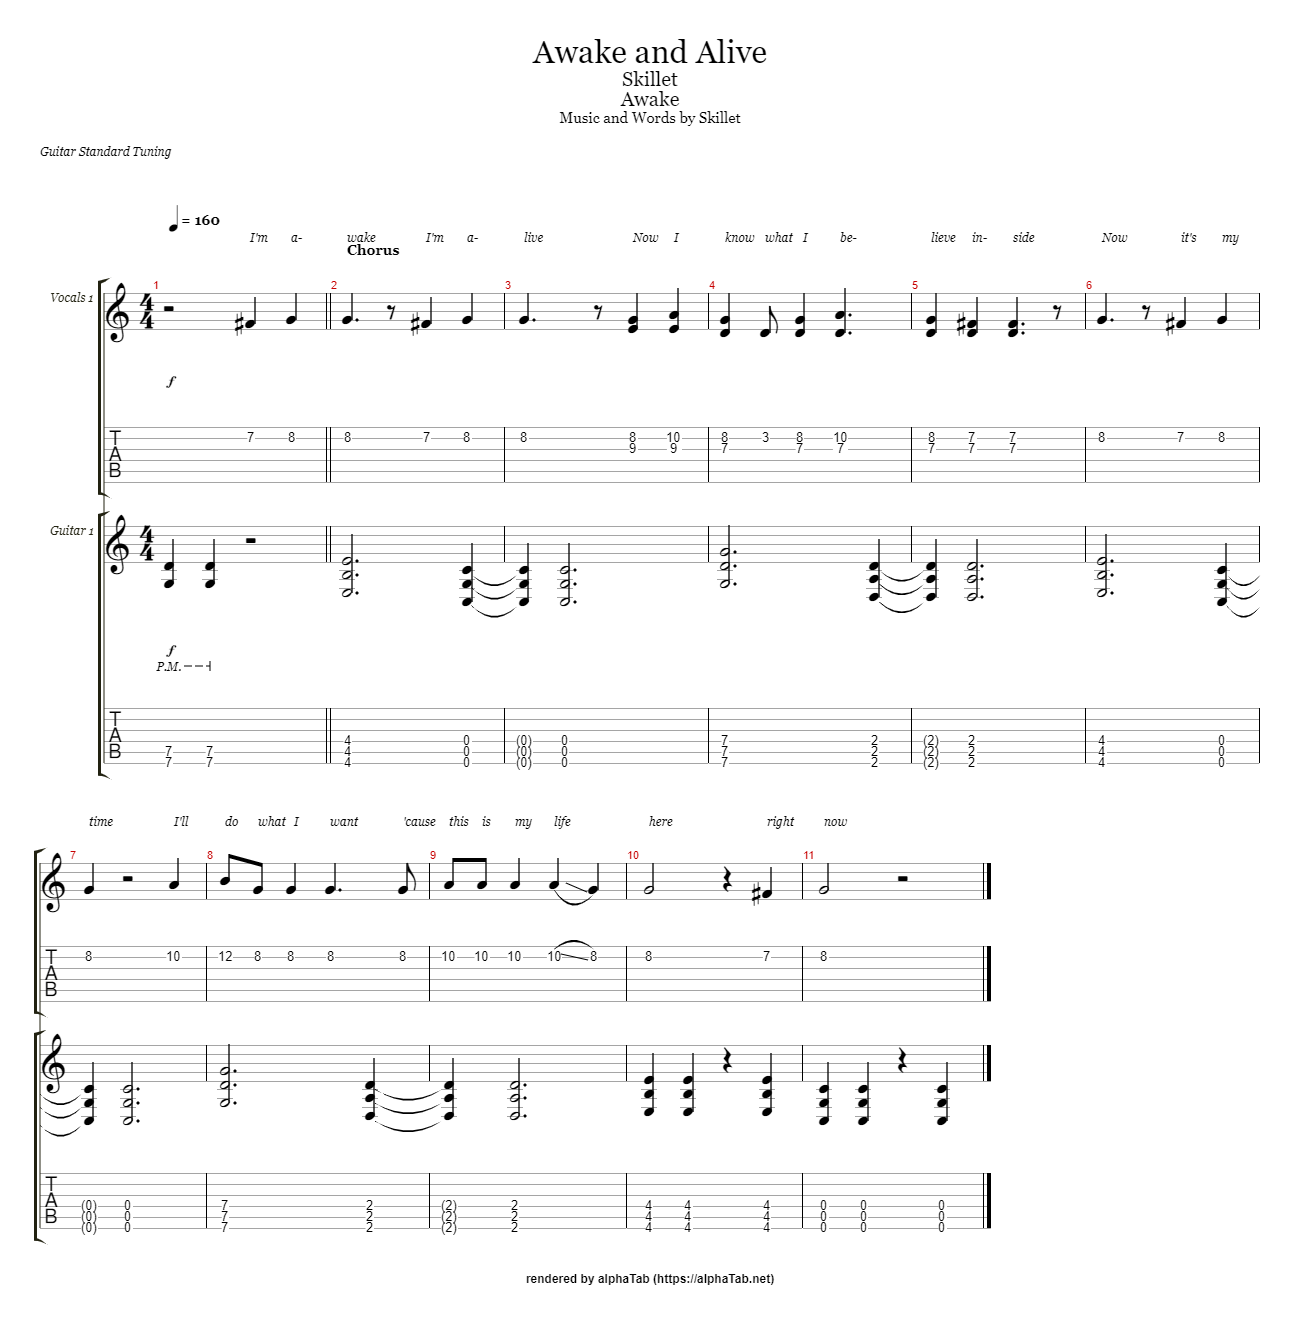 Awake and Alive
Skillet
Awake
Music and Words by Skillet
Guitar Standard Tuning
= 160
I'm a- wake I'm a- live Now I know what I be- lieve in- side Now it's my
Chorus
1 2 3 4 5 6
Vocals 1
4 4
f
T A B
7 8 8 7 8 8 8 10 8 3 8 10 8 7 7 8 7 8
9 9 7 7 7 7 7 7
Guitar 1
4 4
f
P.M.
T A B
4 0 (0) 0 7 2 (2) 2 4 0
7 7 4 0 (0) 0 7 2 (2) 2 4 0
7 7 4 0 (0) 0 7 2 (2) 2 4 0
time I'll do what I want 'cause this is my life here right now
7 8 9 10 11
T A B
8 10 12 8 8 8 8 10 10 10 10 8 8 7 8
T A B
(0) 0 7 2 (2) 2 4 4 4 0 0 0
(0) 0 7 2 (2) 2 4 4 4 0 0 0
(0) 0 7 2 (2) 2 4 4 4 0 0 0
rendered by alphaTab (https://alphaTab.net)